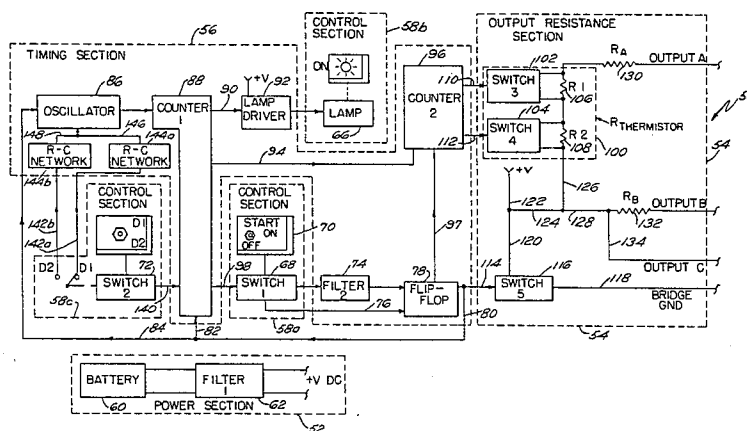 56
TIMING SECTION
86
88
OSCILLATOR
COUNTER
1
90
+V
92
LAMP
DRIVER
148
146
144a
R-C
NETWORK
R-C
NETWORK
144b
94
CONTROL
SECTION
58b
ON
LAMP
66
96
COUNTER
2
110
112
97
OUTPUT RESISTANCE
SECTION
102
SWITCH
3
R1
106
104
SWITCH
4
R2
108
RTHERMISTOR
100
RA
130
OUTPUT A
5
54
+V
122
126
124
128
120
RB
132
OUTPUT B
134
OUTPUT C
114
116
SWITCH
5
118
BRIDGE
GND
54
142b
142a
CONTROL
SECTION
D1
D2
D2
D1
72
SWITCH
2
58c
140
84
82
98
CONTROL
SECTION
START
ON
OFF
70
68
SWITCH
1
58a
74
FILTER
2
76
78
FLIP-
FLOP
80
BATTERY
60
FILTER
1
62
+V DC
POWER SECTION
52